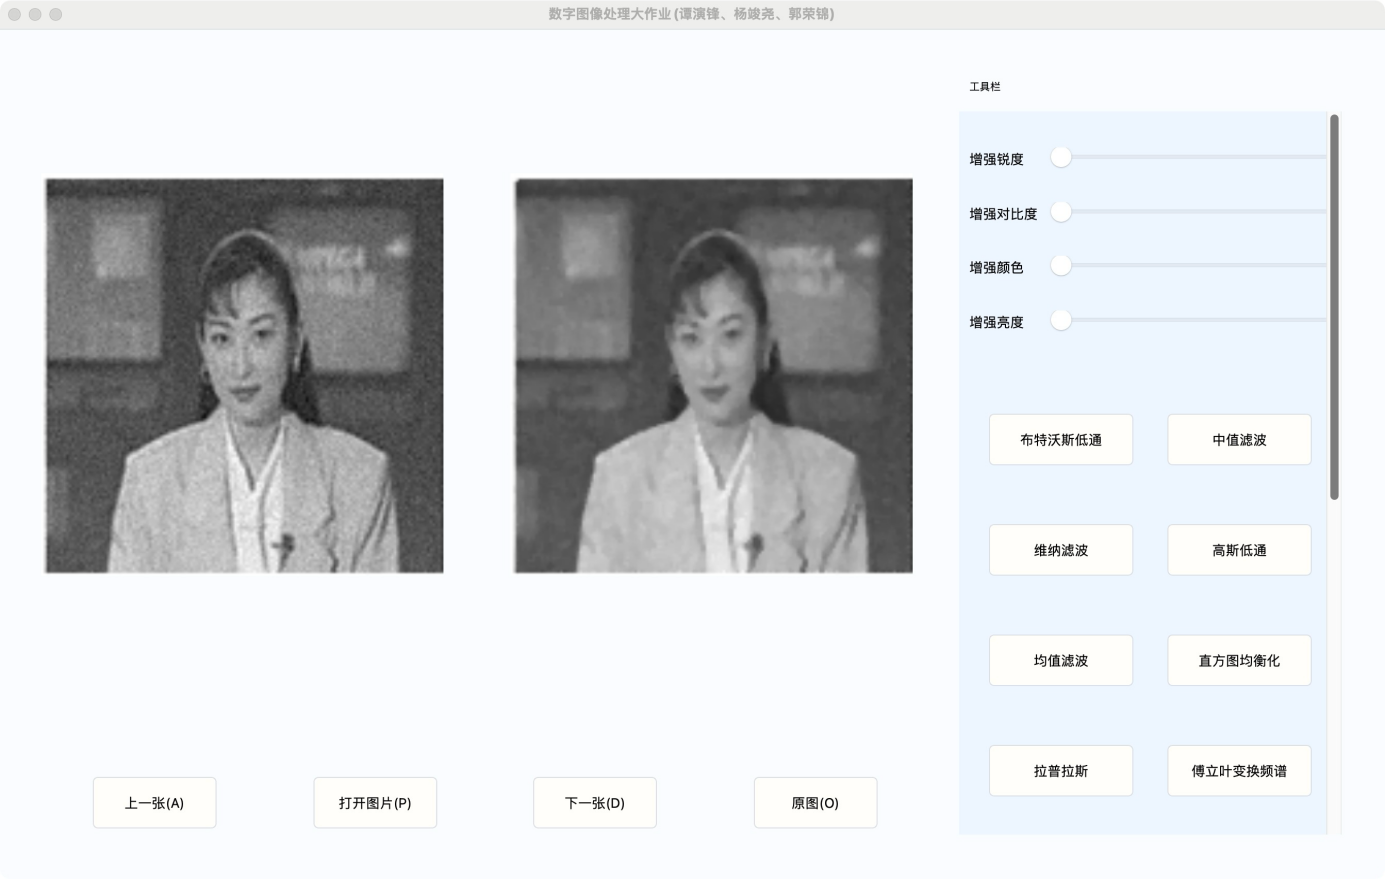 数字图像处理大作业(谭演锋、杨竣尧、郭荣锦)
工具栏
增强锐度
增强对比度
增强颜色
增强亮度
布特沃斯低通
中值滤波
维纳滤波
高斯低通
均值滤波
直方图均衡化
拉普拉斯
傅立叶变换频谱
上一张(A)
打开图片(P)
下一张(D)
原图(O)